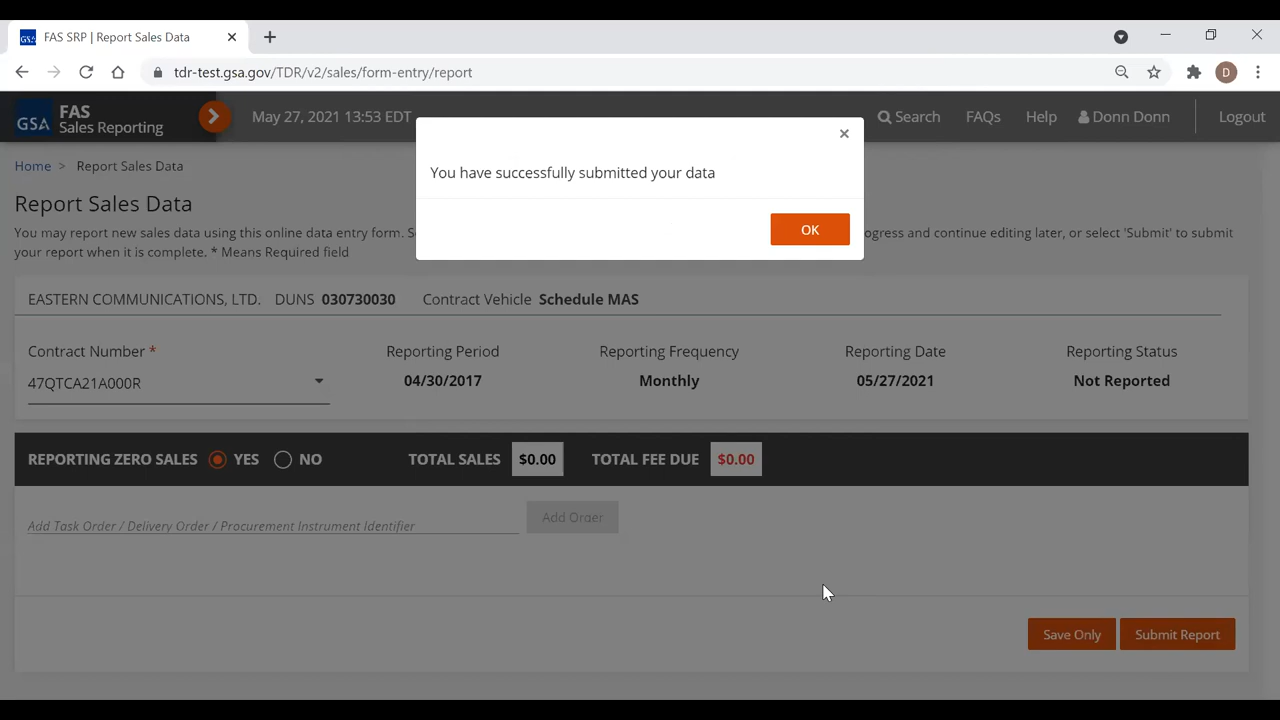 GSA FAS SRP | Report Sales Data
tdr-test.gsa.gov/TDR/v2/sales/form-entry/report
D
GSA
FAS
Sales Reporting
May 27, 2021 13:53 EDT
Search
FAQs
Help
Donn Donn
Logout
You have successfully submitted your data
OK
Home > Report Sales Data
Report Sales Data
You may report new sales data using this online data entry form. S
ogress and continue editing later, or select 'Submit' to submit
your report when it is complete. * Means Required field
EASTERN COMMUNICATIONS, LTD. DUNS 030730030 Contract Vehicle Schedule MAS
Contract Number * Reporting Period Reporting Frequency Reporting Date Reporting Status
47QTCA21A000R 04/30/2017 Monthly 05/27/2021 Not Reported
REPORTING ZERO SALES YES NO TOTAL SALES $0.00 TOTAL FEE DUE $0.00
Add Task Order / Delivery Order / Procurement Instrument Identifier Add Order
Save Only Submit Report